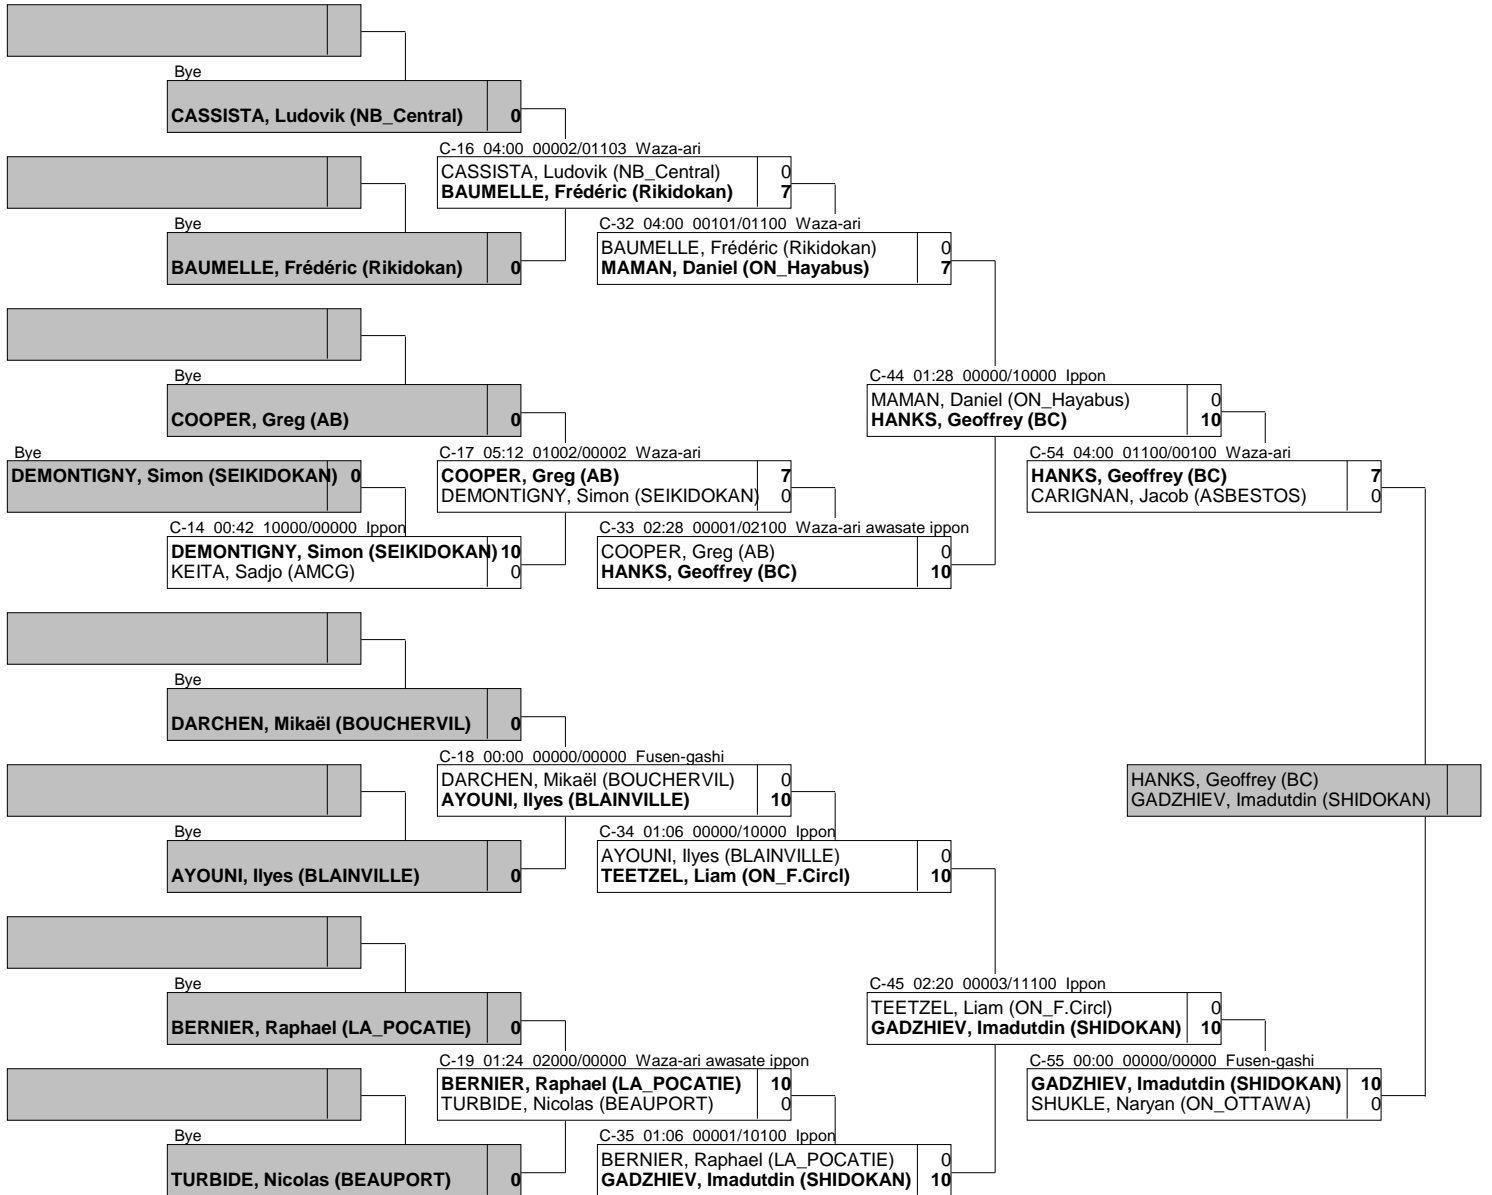 Bye
CASSISTA, Ludovik (NB_Central) 0
C-16 04:00 00002/01103 Waza-ari
CASSISTA, Ludovik (NB_Central) 0
BAUMELLE, Frédéric (Rikidokan) 7
Bye
BAUMELLE, Frédéric (Rikidokan) 0
C-32 04:00 00101/01100 Waza-ari
BAUMELLE, Frédéric (Rikidokan) 0
MAMAN, Daniel (ON_Hayabus) 7
Bye
COOPER, Greg (AB) 0
C-44 01:28 00000/10000 Ippon
MAMAN, Daniel (ON_Hayabus) 0
HANKS, Geoffrey (BC) 10
Bye
DEMONTIGNY, Simon (SEIKIDOKAN) 0
C-17 05:12 01002/00002 Waza-ari
COOPER, Greg (AB) 7
DEMONTIGNY, Simon (SEIKIDOKAN) 0
C-54 04:00 01100/00100 Waza-ari
HANKS, Geoffrey (BC) 7
CARIGNAN, Jacob (ASBESTOS) 0
C-14 00:42 10000/00000 Ippon
DEMONTIGNY, Simon (SEIKIDOKAN) 10
KEITA, Sadjo (AMCG) 0
C-33 02:28 00001/02100 Waza-ari awasate ippon
COOPER, Greg (AB) 0
HANKS, Geoffrey (BC) 10
Bye
DARCHEN, Mikaël (BOUCHERVIL) 0
C-18 00:00 00000/00000 Fusen-gashi
DARCHEN, Mikaël (BOUCHERVIL) 0
AYOUNI, Ilyes (BLAINVILLE) 10
HANKS, Geoffrey (BC)
GADZHIEV, Imadutdin (SHIDOKAN)
Bye
AYOUNI, Ilyes (BLAINVILLE) 0
C-34 01:06 00000/10000 Ippon
AYOUNI, Ilyes (BLAINVILLE) 0
TEETZEL, Liam (ON_F.Circl) 10
Bye
BERNIER, Raphael (LA_POCATIE) 0
C-45 02:20 00003/11100 Ippon
TEETZEL, Liam (ON_F.Circl) 0
GADZHIEV, Imadutdin (SHIDOKAN) 10
C-19 01:24 02000/00000 Waza-ari awasate ippon
BERNIER, Raphael (LA_POCATIE) 10
TURBIDE, Nicolas (BEAUPORT) 0
C-55 00:00 00000/00000 Fusen-gashi
GADZHIEV, Imadutdin (SHIDOKAN) 10
SHUKLE, Naryan (ON_OTTAWA) 0
Bye
TURBIDE, Nicolas (BEAUPORT) 0
C-35 01:06 00001/10100 Ippon
BERNIER, Raphael (LA_POCATIE) 0
GADZHIEV, Imadutdin (SHIDOKAN) 10